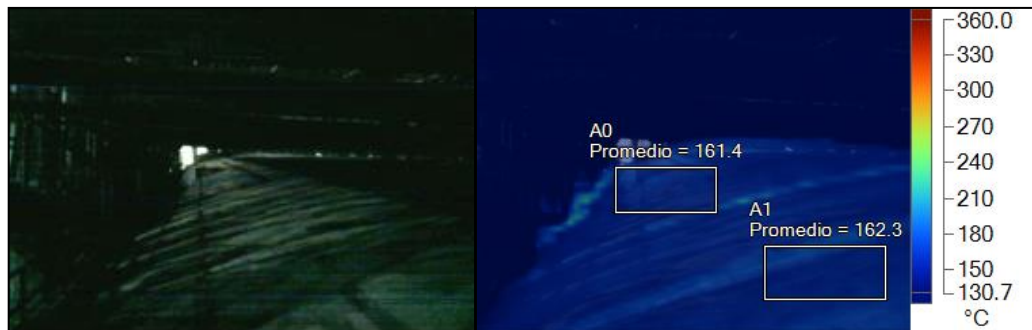 A0
Promedio = 161.4
A1
Promedio = 162.3
360.0
330
300
270
240
210
180
150
130.7
°C